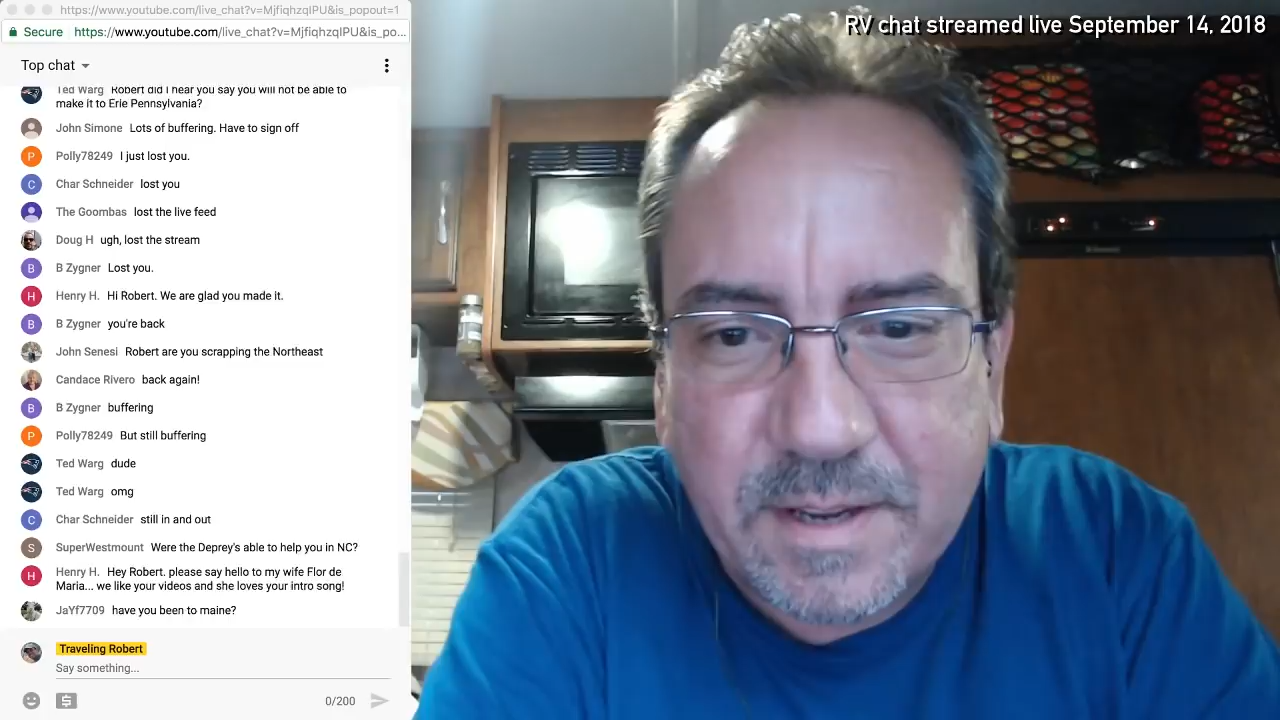 https://www.youtube.com/live_chat?v=MjfiqhzqIPU&is_popout=1
Secure https://www.youtube.com/live_chat?v=MjfiqhzqIPU&is_po...
RV chat streamed live September 14, 2018
Top chat
Ted Warg Robert did I hear you say you will not be able to
make it to Erie Pennsylvania?
John Simone Lots of buffering. Have to sign off
P Polly78249 I just lost you.
C Char Schneider lost you
The Goombas lost the live feed
Doug H ugh, lost the stream
B B Zygner Lost you.
H Henry H. Hi Robert. We are glad you made it.
B B Zygner you're back
John Senesi Robert are you scrapping the Northeast
Candace Rivero back again!
B B Zygner buffering
P Polly78249 But still buffering
Ted Warg dude
Ted Warg omg
C Char Schneider still in and out
S SuperWestmount Were the Deprey's able to help you in NC?
H Henry H. Hey Robert. please say hello to my wife Flor de
Maria... we like your videos and she loves your intro song!
JaYf7709 have you been to maine?
Traveling Robert
Say something...
$ 0/200